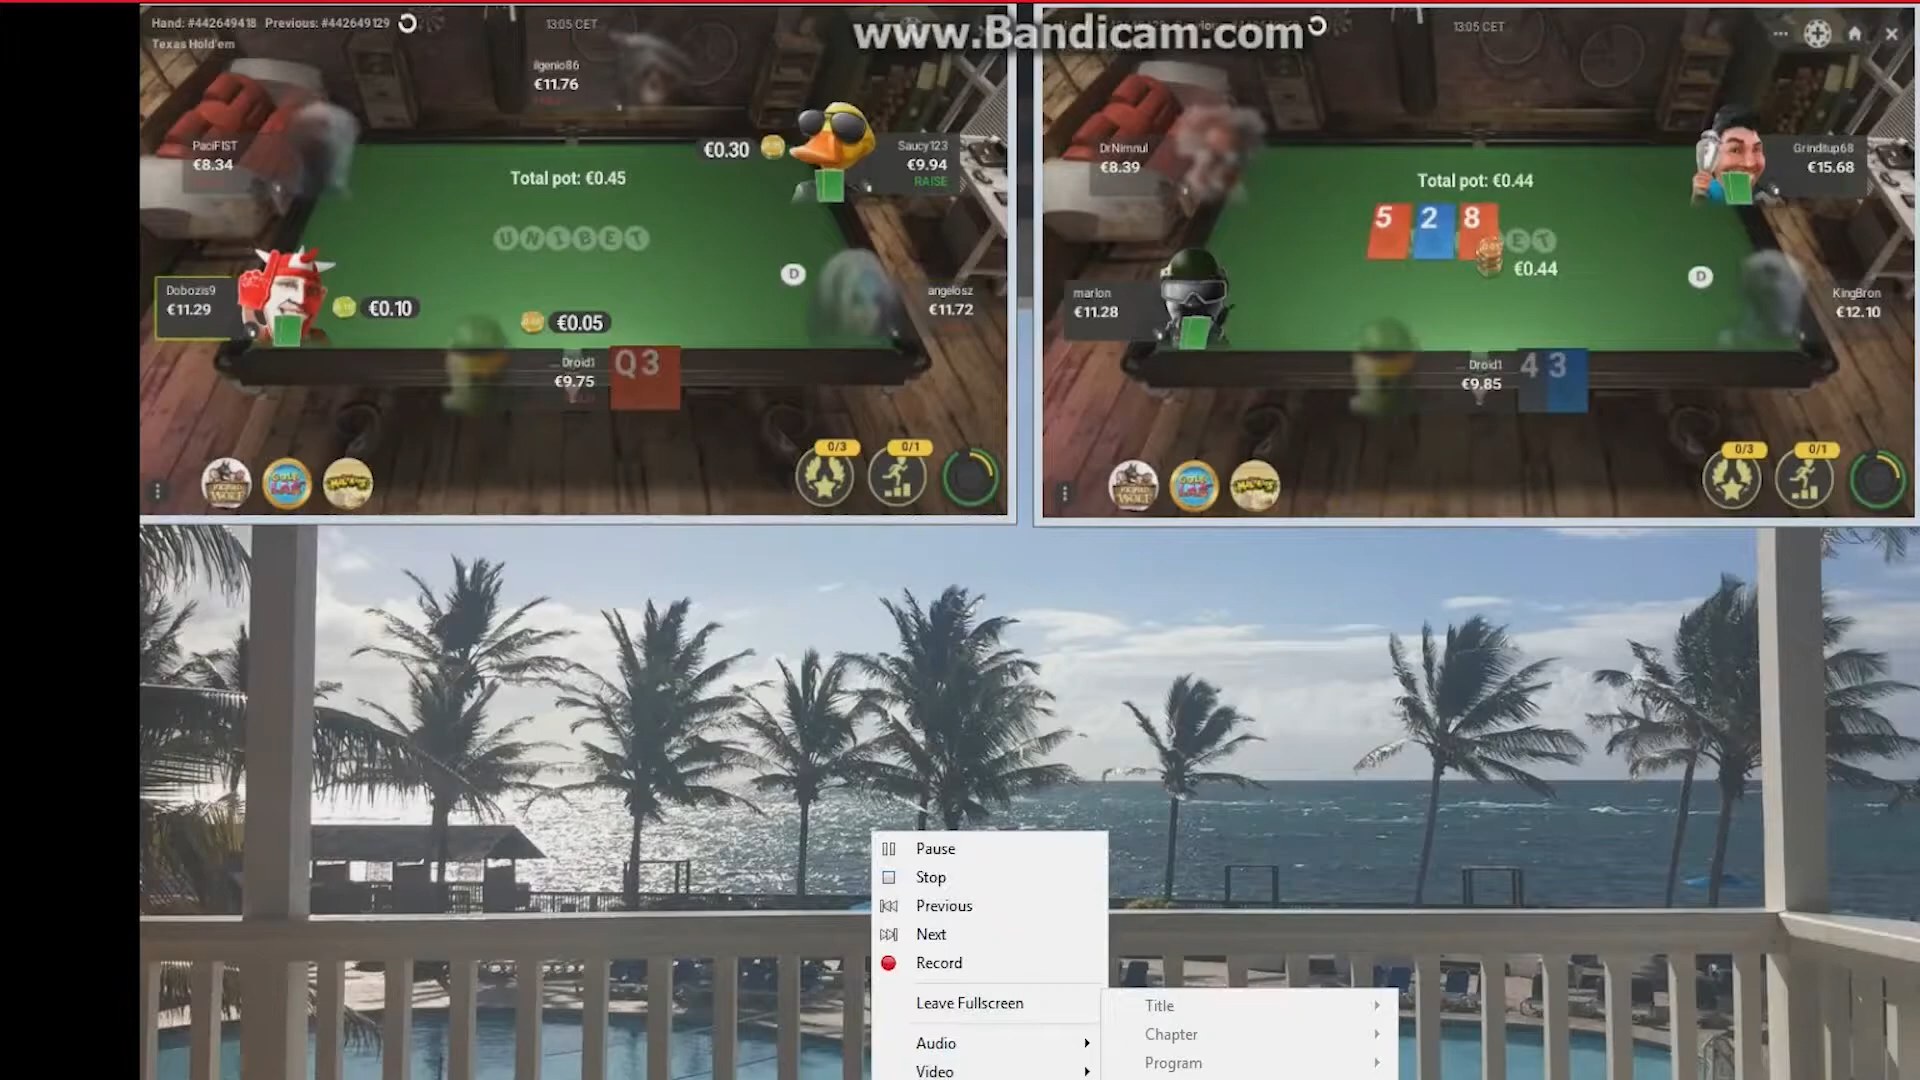 Hand: #442649418 Previous: #442649129
Texas Hold'em
13:05 CET
www.Bandicam.com
13:05 CET
ilgenio86
€11.76
PaciFIST
€8.34
€0.30
Saucy123
€9.94
RAISE
Total pot: €0.45
UNIBET
Dobozis9
€11.29
€0.10
€0.05
D
angelosz
€11.72
... Droid1
€9.75
Q3
0/3
0/1
DrNimnul
€8.39
Grinditup68
€15.68
Total pot: €0.44
5 2 8
ET
€0.44
D
marlon
€11.28
KingBron
€12.10
... Droid1
€9.85
4 3
0/3
0/1
Pause
Stop
Previous
Next
Record
Leave Fullscreen
Audio
Video
Title
Chapter
Program